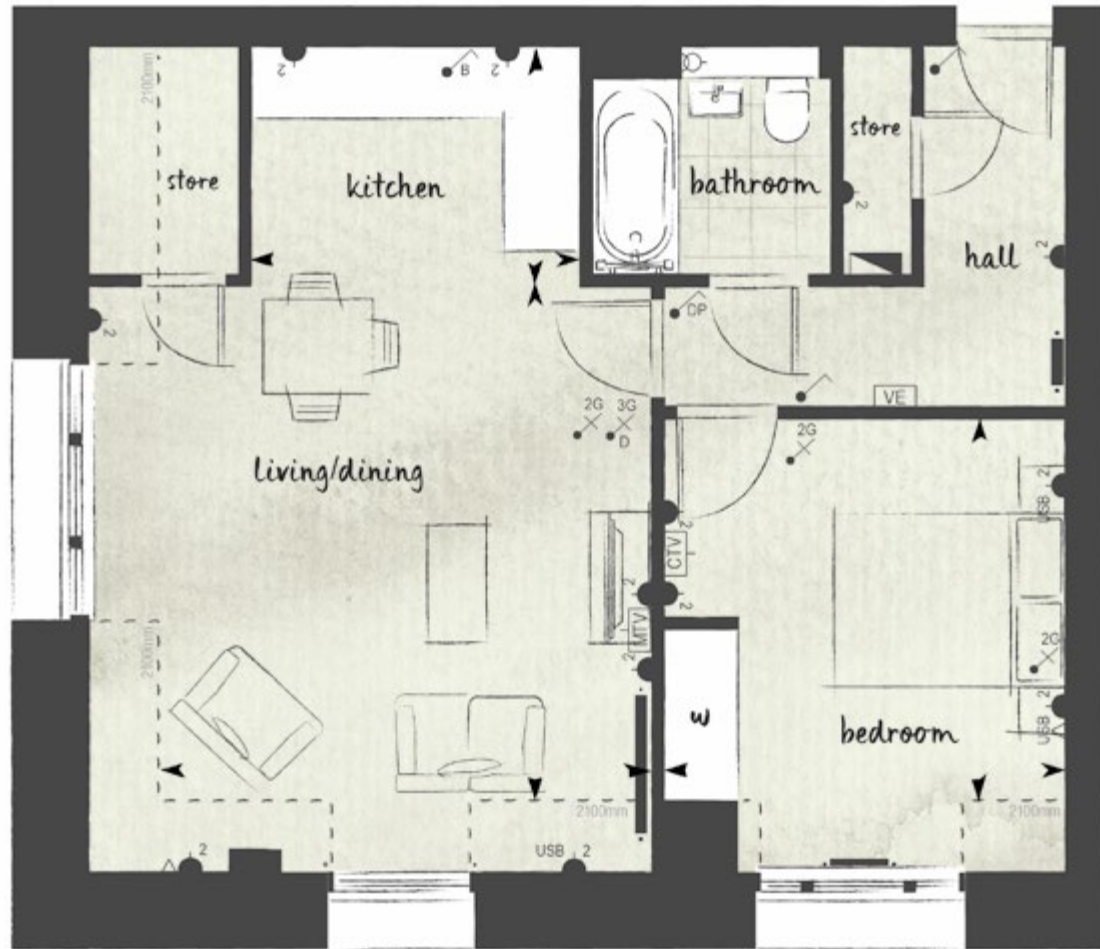 2100mm
2
B
2
store
kitchen
bathroom
store
2
hall
2
2
DP
VE
2G
3G
D
2G
living/dining
2
USB
CTV
2
2
2
MTV
2
2G
2
USB
w
bedroom
2100mm
2100mm
2100mm
2
USB
2